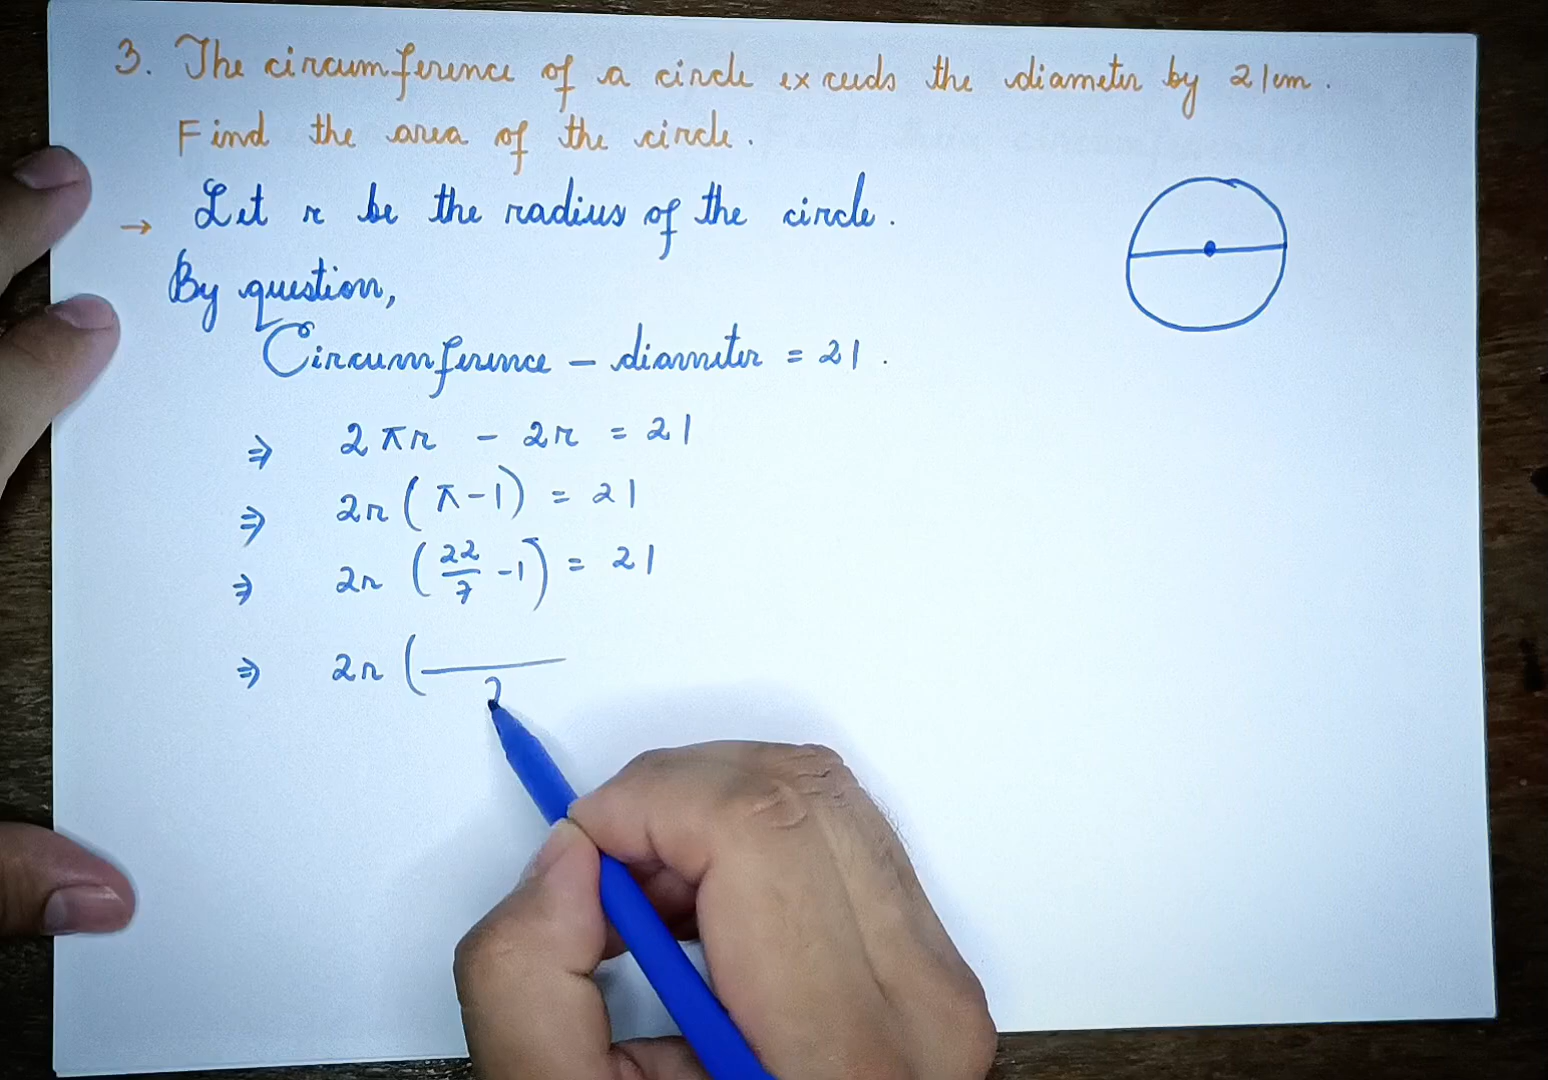 3. The circumference of a circle exceeds the diameter by 21cm.
Find the area of the circle.
→ Let r be the radius of the circle.
By question,
Circumference – diameter = 21.
⇒ 2πr - 2r = 21
⇒ 2r (π-1) = 21
⇒ 2r (22/7 -1) = 21
⇒ 2r (